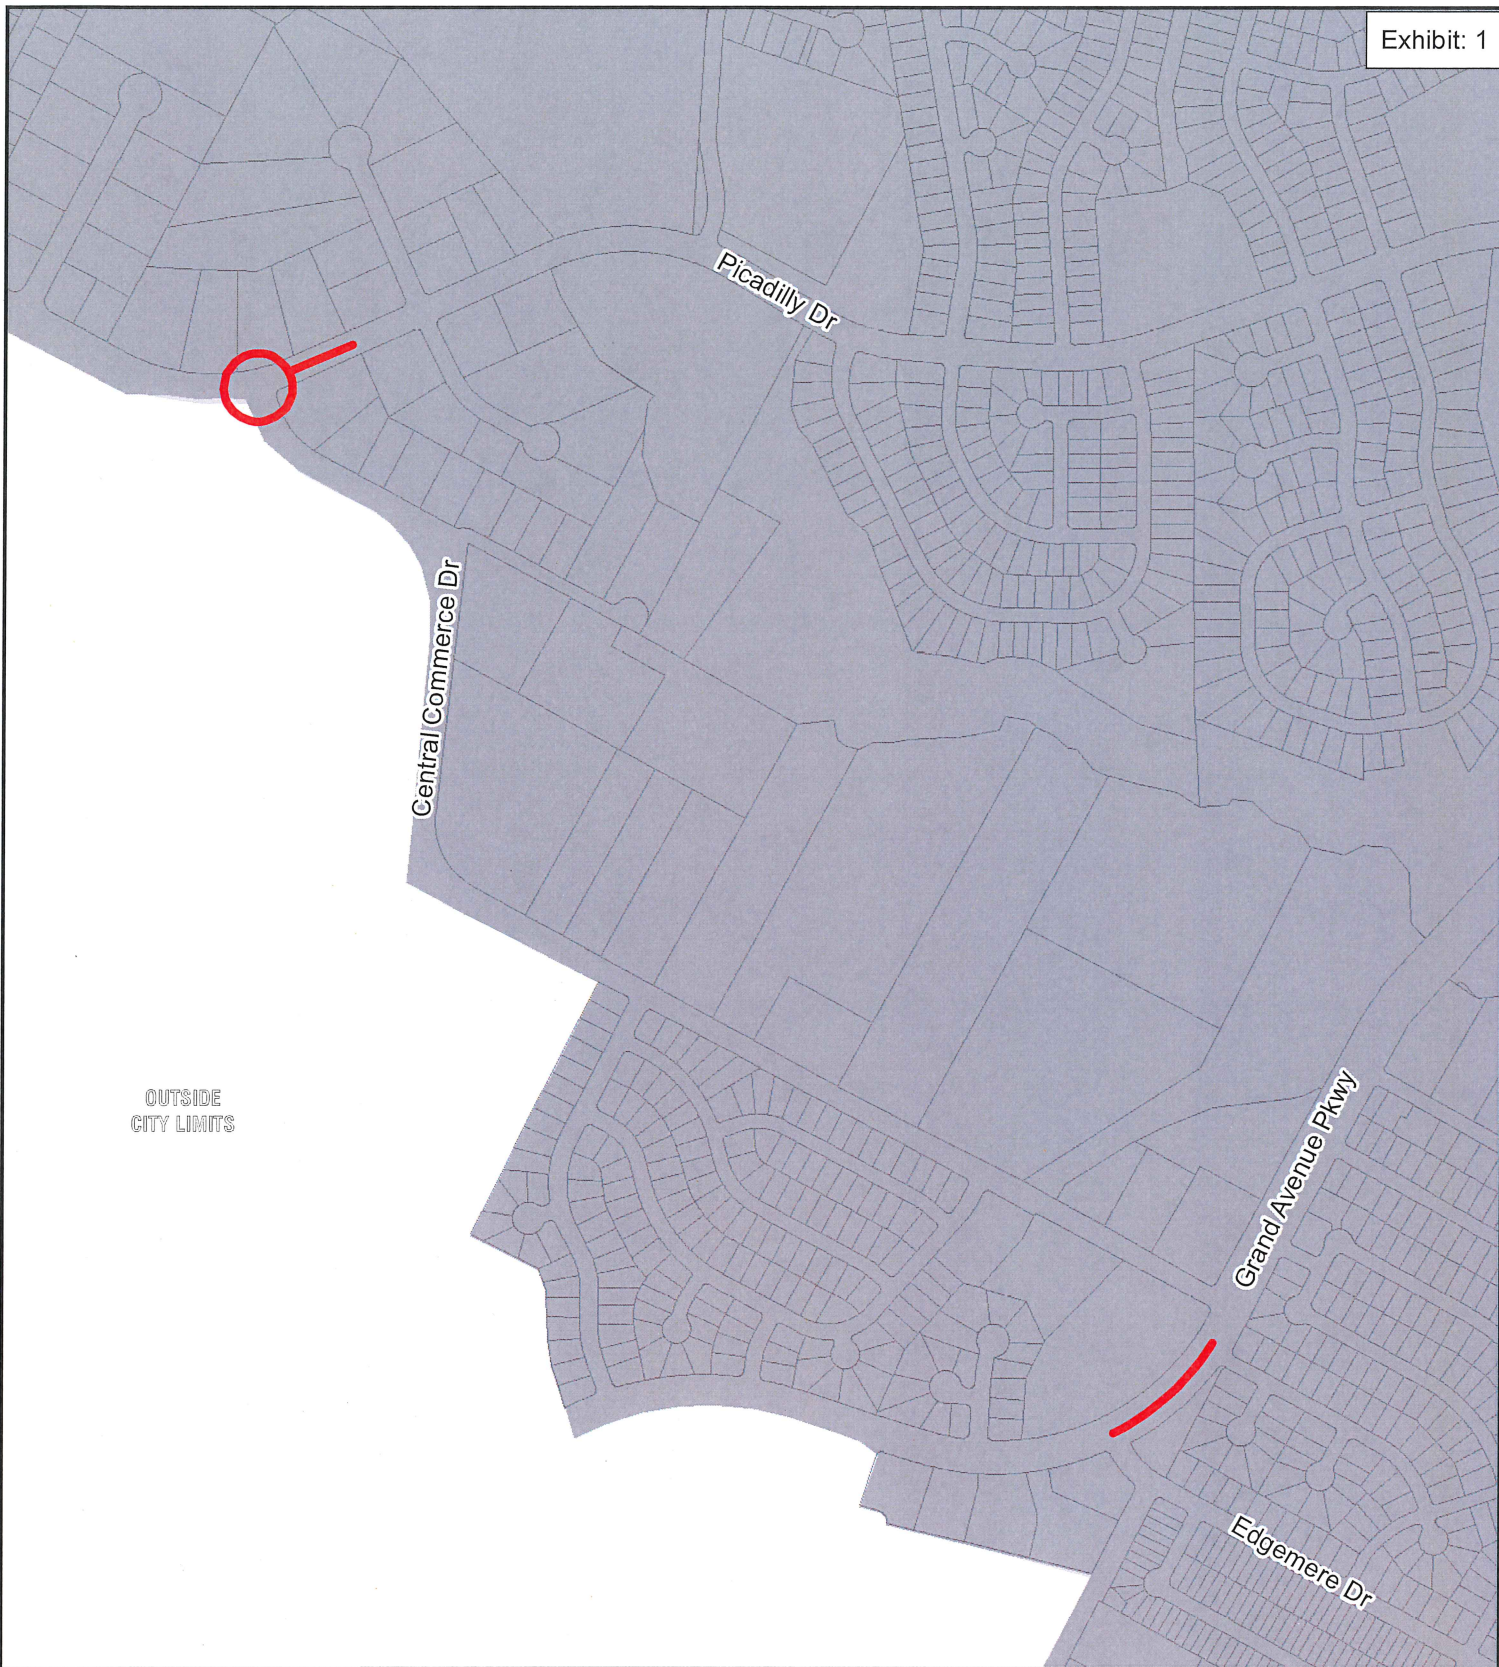 Exhibit: 1
Picadilly Dr
Central Commerce Dr
Grand Avenue Pkwy
OUTSIDE
CITY LIMITS
Edgemere Dr